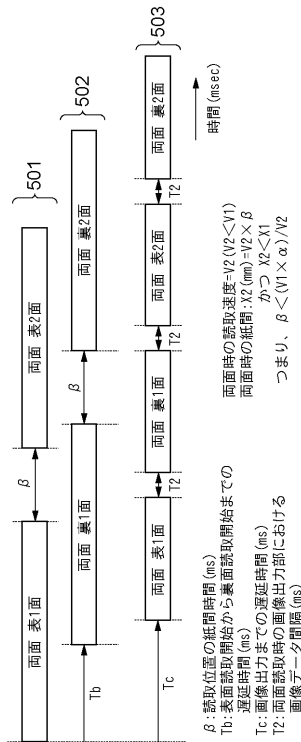 両面 表1面
β
両面 表2面
501
Tb
両面 裏1面
β
両面 裏2面
502
Tc
両面 表1面
T2
両面 裏1面
T2
両面 表2面
T2
両面 裏2面
503
時間(msec)
β:読取位置の紙間時間(ms)
Tb:表面読取開始から裏面読取開始までの
遅延時間(ms)
Tc:画像出力までの遅延時間(ms)
T2:両面読取時の画像出力部における
画像データ間隔(ms)
両面時の読取速度=V2(V2<V1)
両面時の紙間:X2(mm)=V2×β
かつ X2<X1
つまり、β<(V1×α)/V2